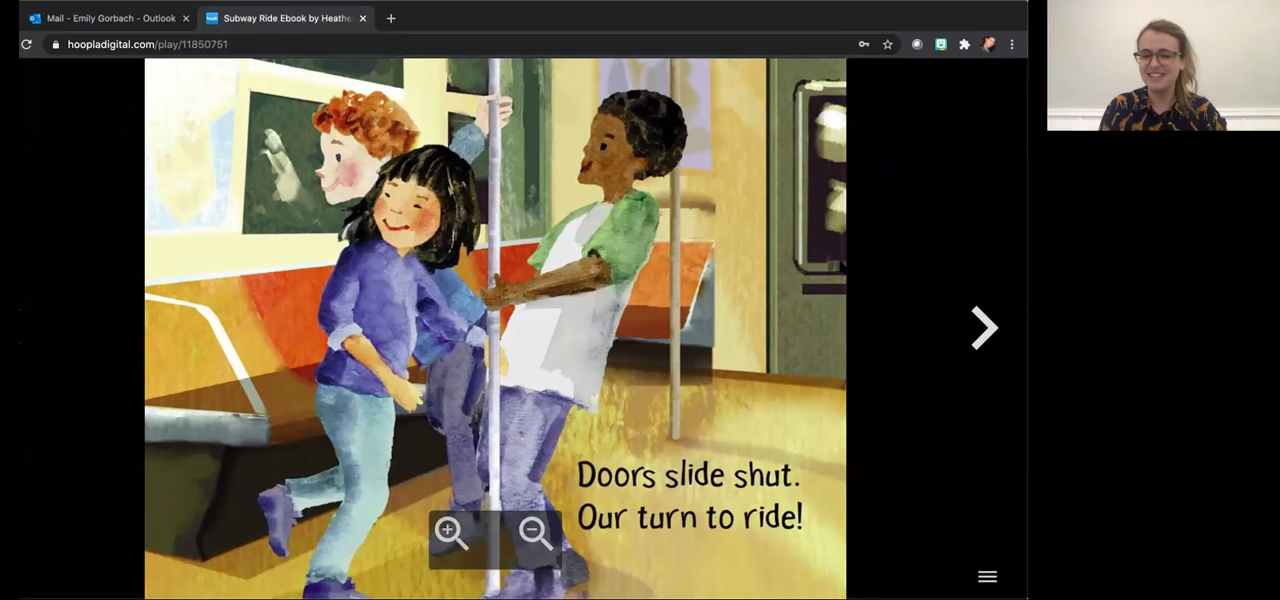 Mail - Emily Gorbach - Outlook
Subway Ride Ebook by Heathe
hoopladigital.com/play/11850751
Doors slide shut.
Our turn to ride!